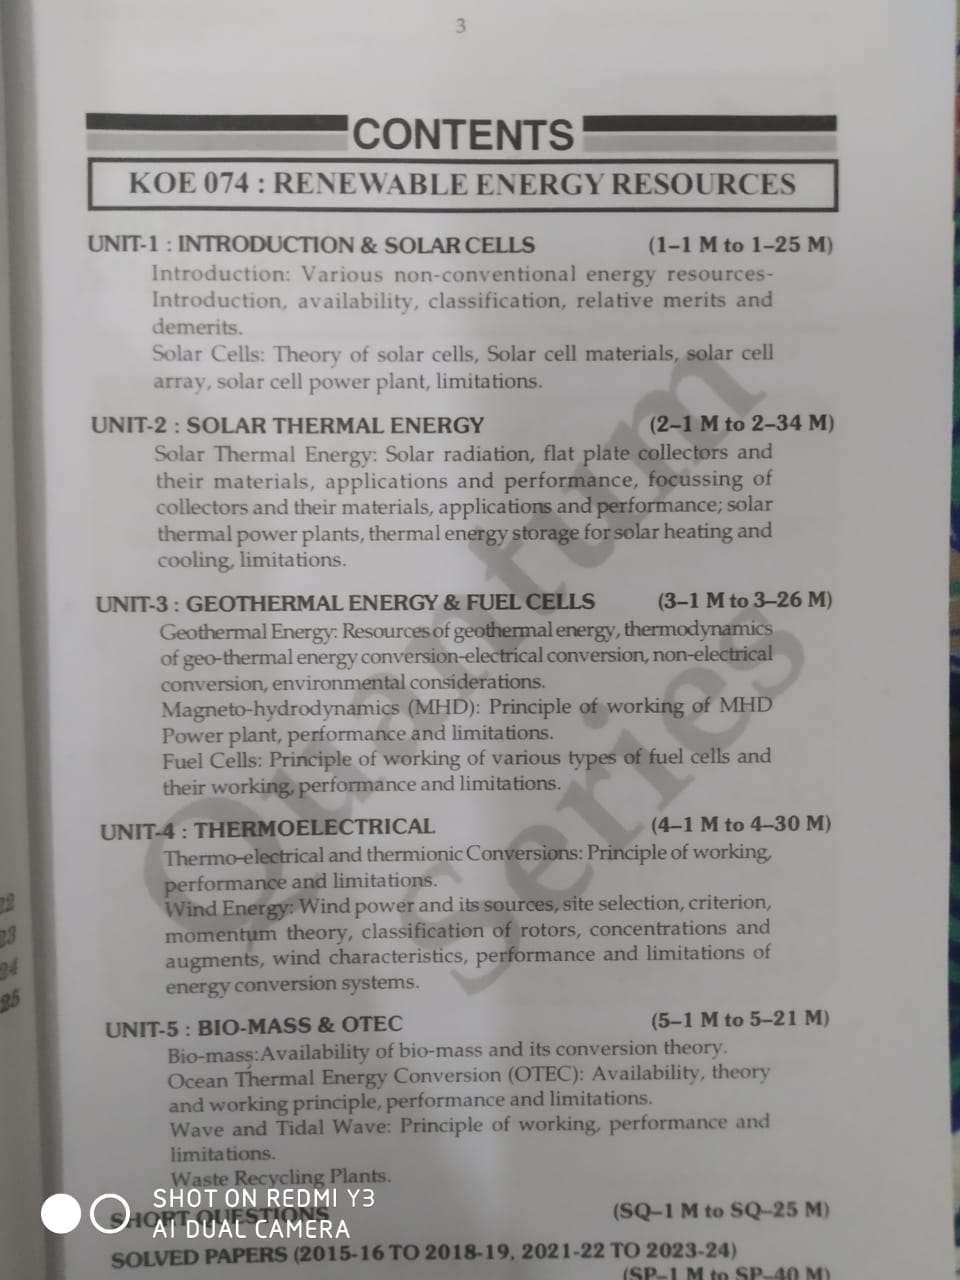 3
CONTENTS
KOE 074 : RENEWABLE ENERGY RESOURCES
UNIT-1 : INTRODUCTION & SOLAR CELLS (1–1 M to 1–25 M)
Introduction: Various non-conventional energy resources-
Introduction, availability, classification, relative merits and
demerits.
Solar Cells: Theory of solar cells, Solar cell materials, solar cell
array, solar cell power plant, limitations.
UNIT-2 : SOLAR THERMAL ENERGY (2–1 M to 2–34 M)
Solar Thermal Energy: Solar radiation, flat plate collectors and
their materials, applications and performance, focussing of
collectors and their materials, applications and performance; solar
thermal power plants, thermal energy storage for solar heating and
cooling, limitations.
UNIT-3 : GEOTHERMAL ENERGY & FUEL CELLS (3–1 M to 3–26 M)
Geothermal Energy: Resources of geothermal energy, thermodynamics
of geo-thermal energy conversion-electrical conversion, non-electrical
conversion, environmental considerations.
Magneto-hydrodynamics (MHD): Principle of working of MHD
Power plant, performance and limitations.
Fuel Cells: Principle of working of various types of fuel cells and
their working, performance and limitations.
UNIT-4 : THERMOELECTRICAL (4–1 M to 4–30 M)
Thermo-electrical and thermionic Conversions: Principle of working,
performance and limitations.
Wind Energy: Wind power and its sources, site selection, criterion,
momentum theory, classification of rotors, concentrations and
augments, wind characteristics, performance and limitations of
energy conversion systems.
UNIT-5 : BIO-MASS & OTEC (5–1 M to 5–21 M)
Bio-mass: Availability of bio-mass and its conversion theory.
Ocean Thermal Energy Conversion (OTEC): Availability, theory
and working principle, performance and limitations.
Wave and Tidal Wave: Principle of working, performance and
limitations.
Waste Recycling Plants.
SHORT QUESTIONS (SQ–1 M to SQ–25 M)
SOLVED PAPERS (2015-16 TO 2018-19, 2021-22 TO 2023-24)
(SP–1 M to SP–40 M)
Quantum
Series
22
23
24
25
SHOT ON REDMI Y3
AI DUAL CAMERA